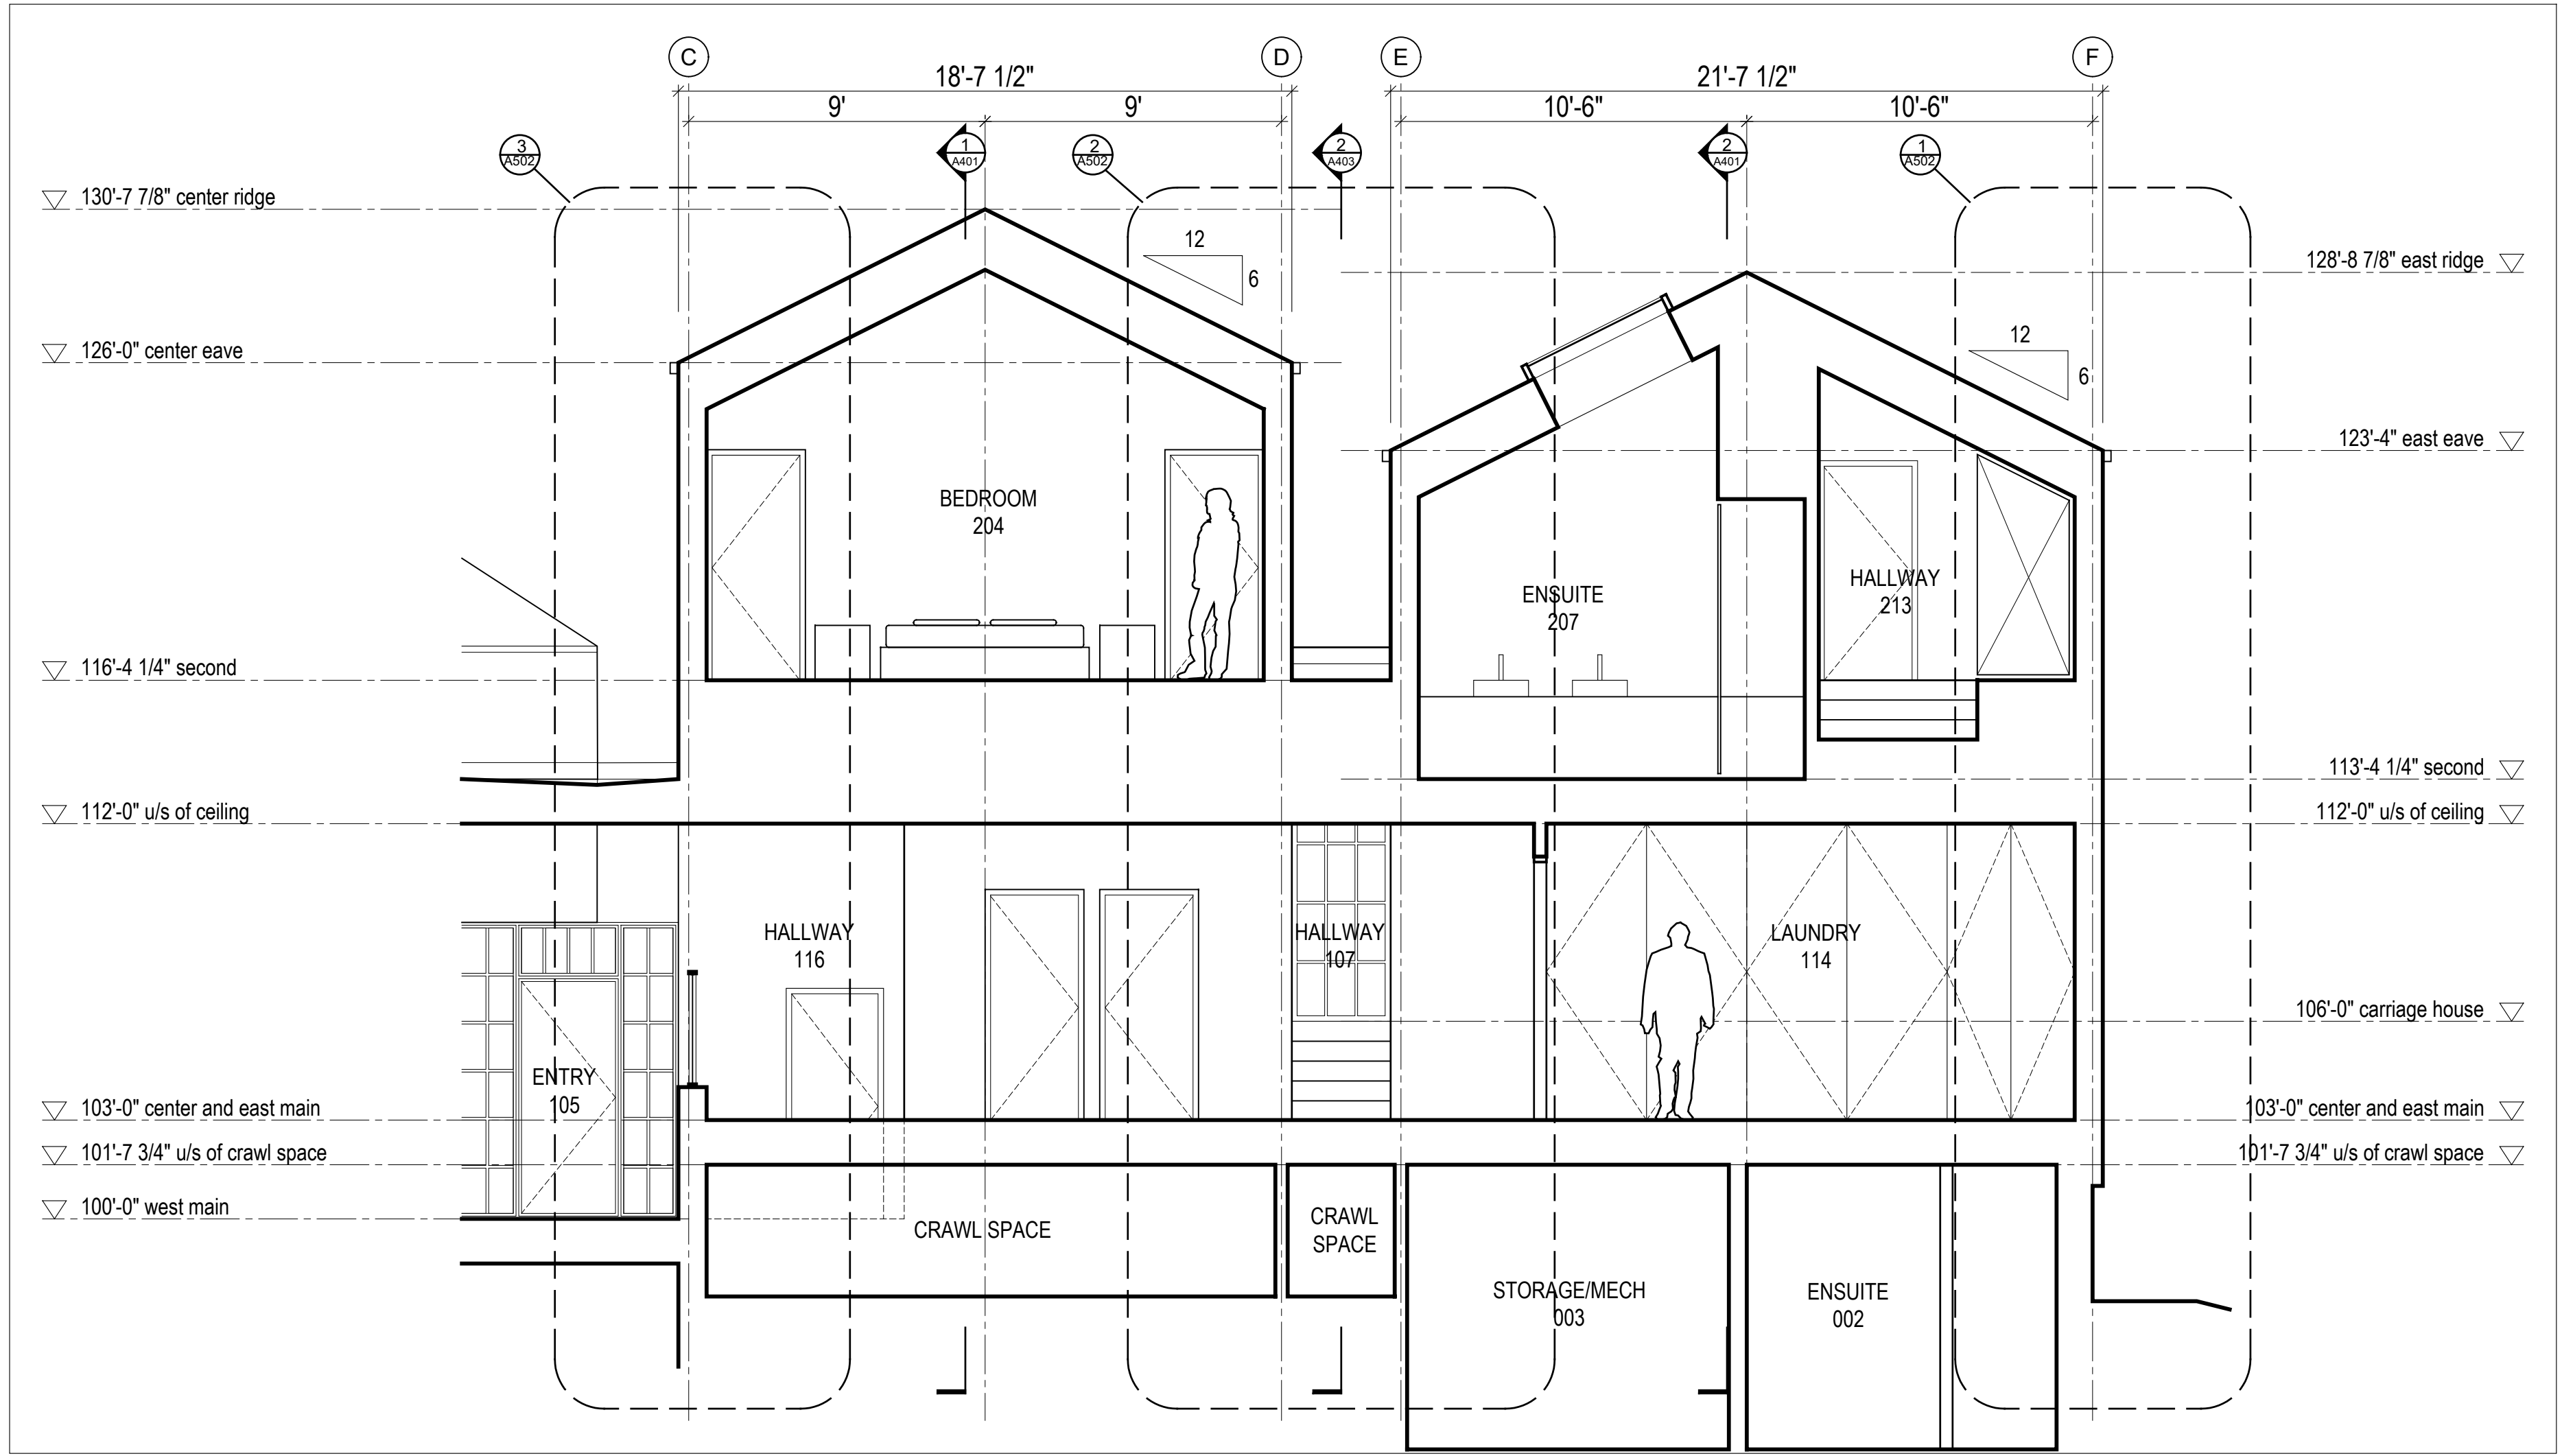 C
D
E
F
18'-7 1/2"
21'-7 1/2"
9'
9'
10'-6"
10'-6"
3
A502
1
A401
2
A502
2
A403
2
A401
1
A502
130'-7 7/8" center ridge
12
6
128'-8 7/8" east ridge
126'-0" center eave
12
6
123'-4" east eave
BEDROOM
204
ENSUITE
207
HALLWAY
213
116'-4 1/4" second
113'-4 1/4" second
112'-0" u/s of ceiling
112'-0" u/s of ceiling
HALLWAY
116
HALLWAY
107
LAUNDRY
114
106'-0" carriage house
ENTRY
105
103'-0" center and east main
103'-0" center and east main
101'-7 3/4" u/s of crawl space
101'-7 3/4" u/s of crawl space
100'-0" west main
CRAWL SPACE
CRAWL
SPACE
STORAGE/MECH
003
ENSUITE
002